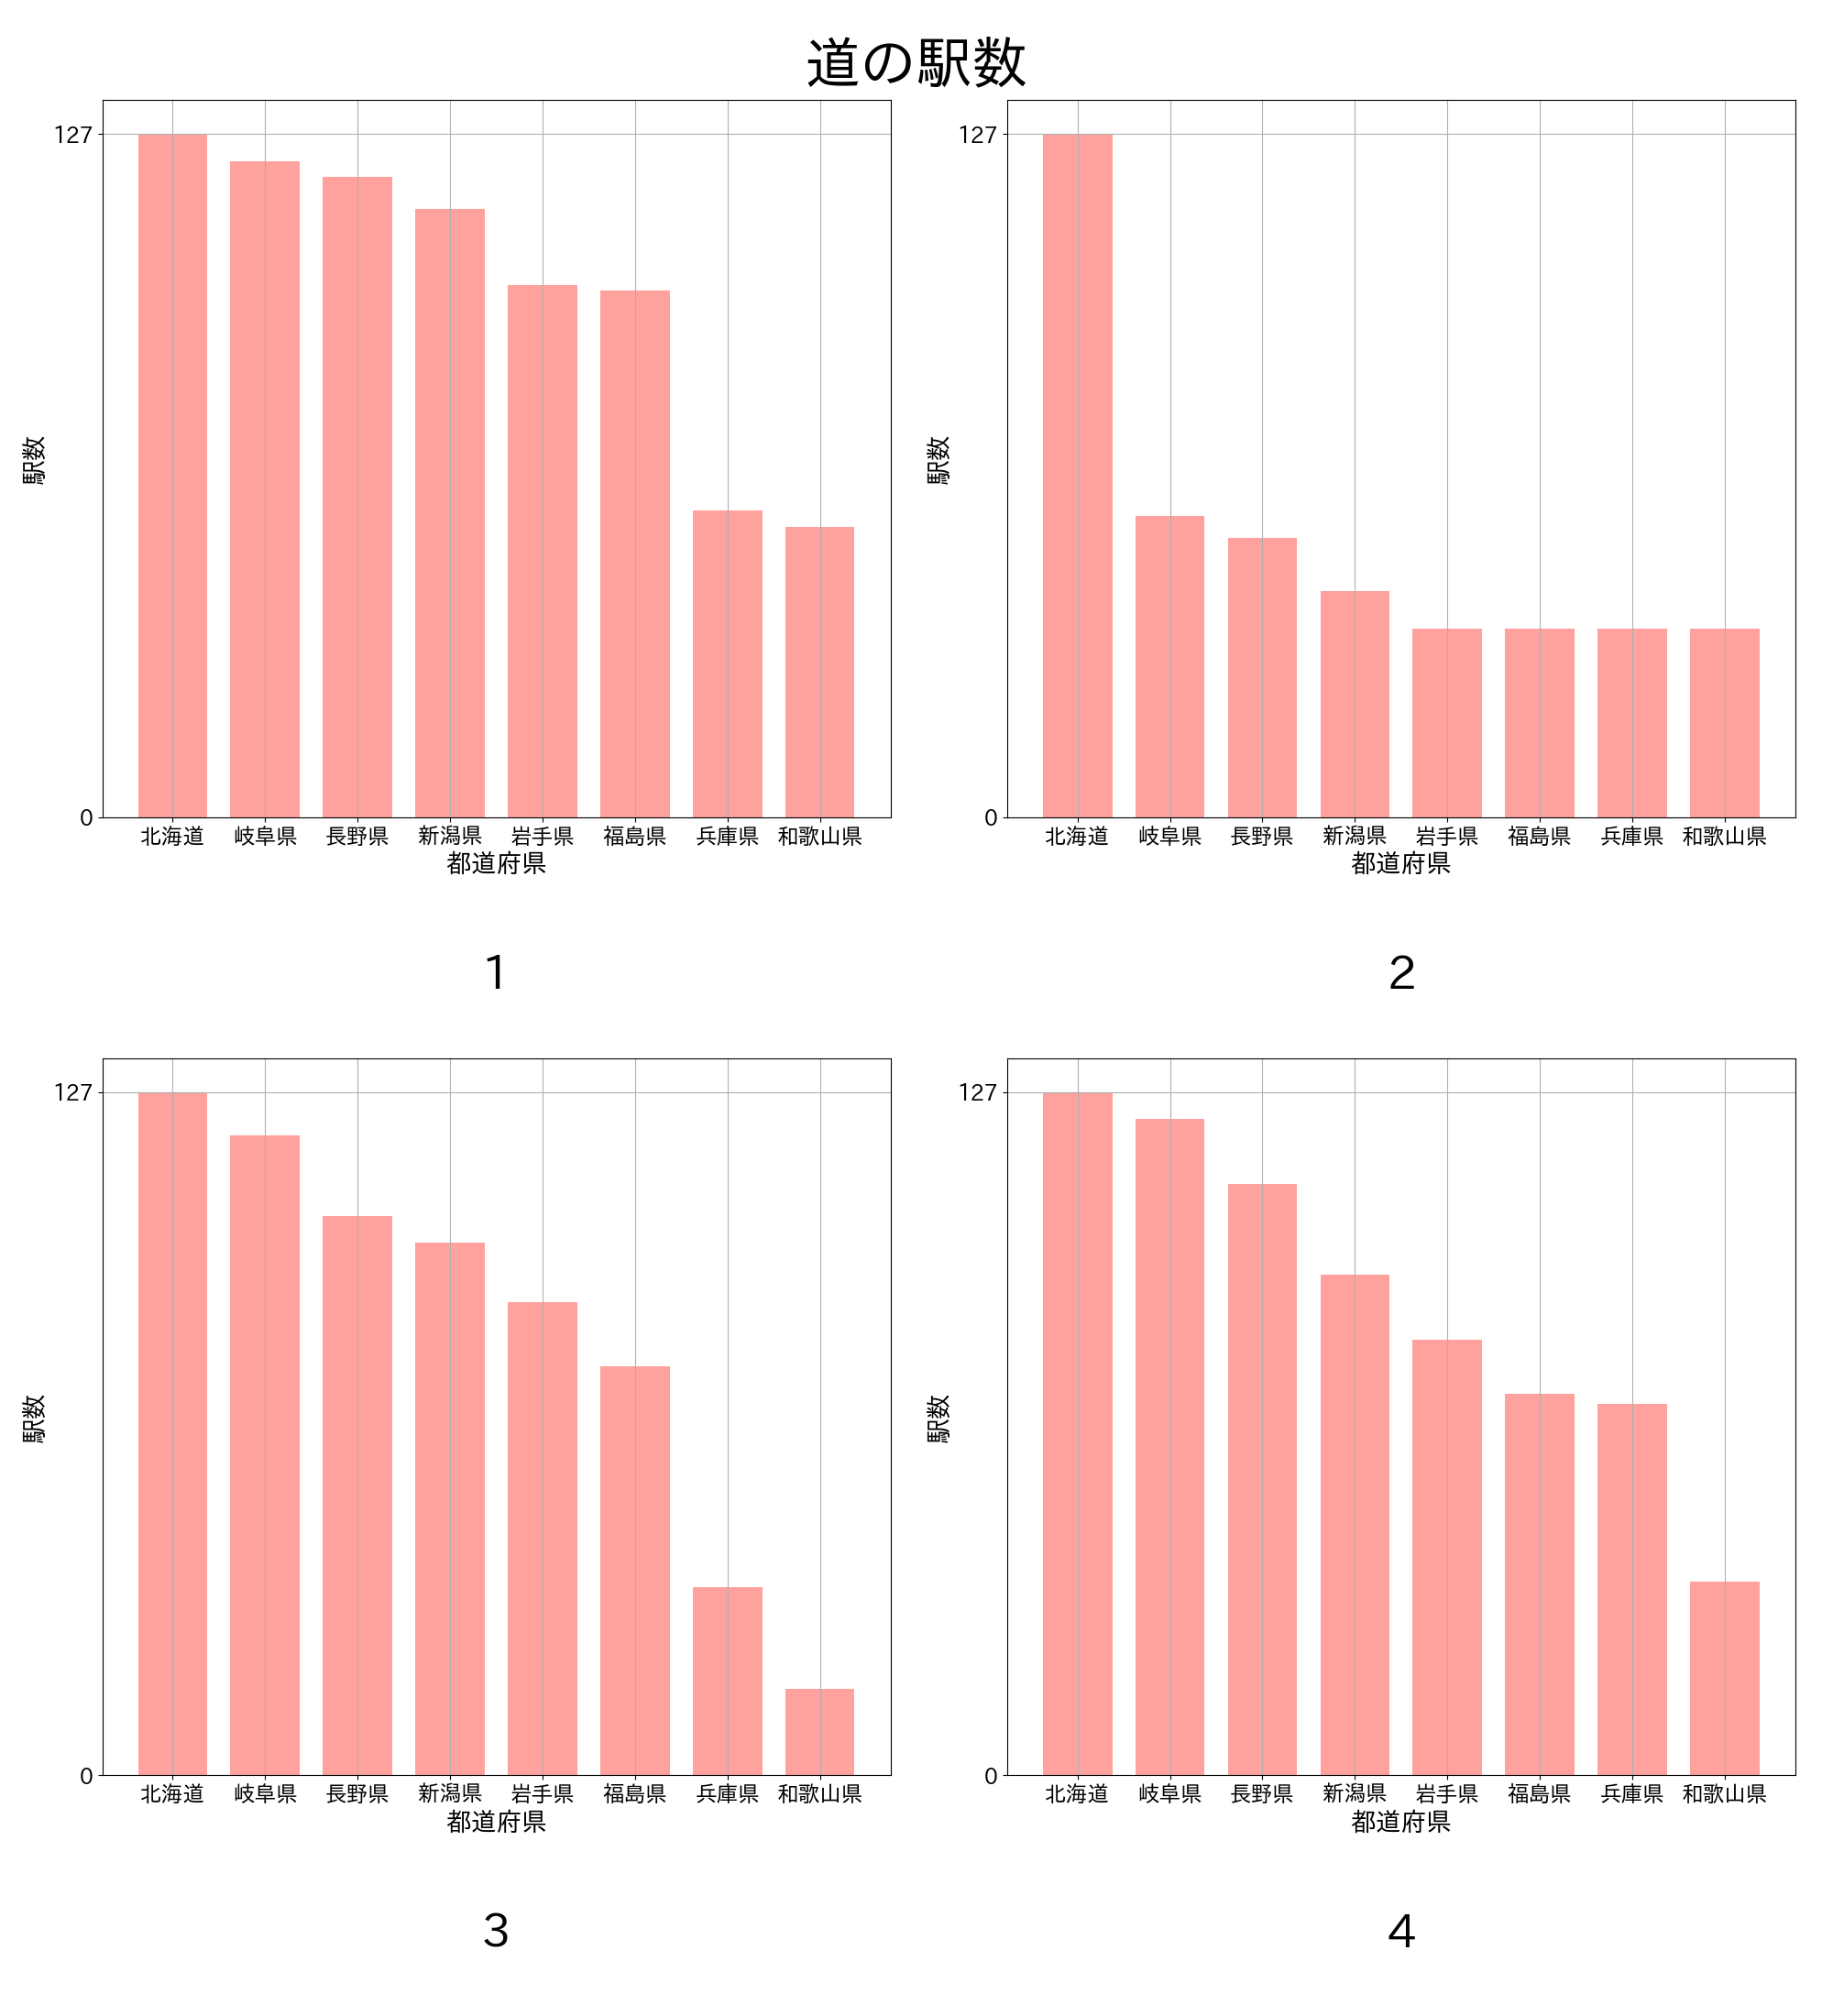 道の駅数
127
0
駅数
北海道 岐阜県 長野県 新潟県 岩手県 福島県 兵庫県 和歌山県
都道府県
1
127
0
駅数
北海道 岐阜県 長野県 新潟県 岩手県 福島県 兵庫県 和歌山県
都道府県
2
127
0
駅数
北海道 岐阜県 長野県 新潟県 岩手県 福島県 兵庫県 和歌山県
都道府県
3
127
0
駅数
北海道 岐阜県 長野県 新潟県 岩手県 福島県 兵庫県 和歌山県
都道府県
4